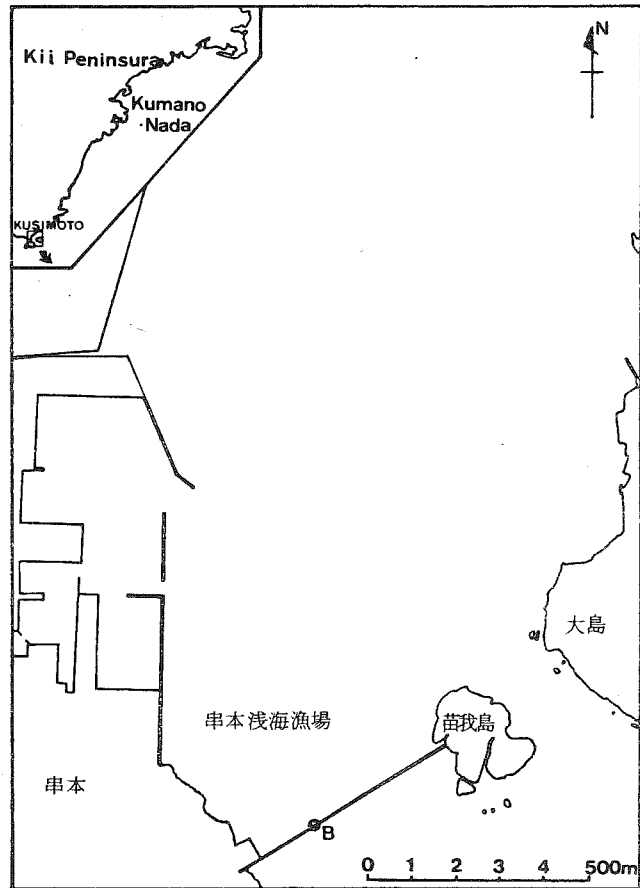 Kii Peninsura
Kumano
Nada
KUSIMOTO
N
大島
串本浅海漁場
苗我島
串本
B
0 1 2 3 4 500m